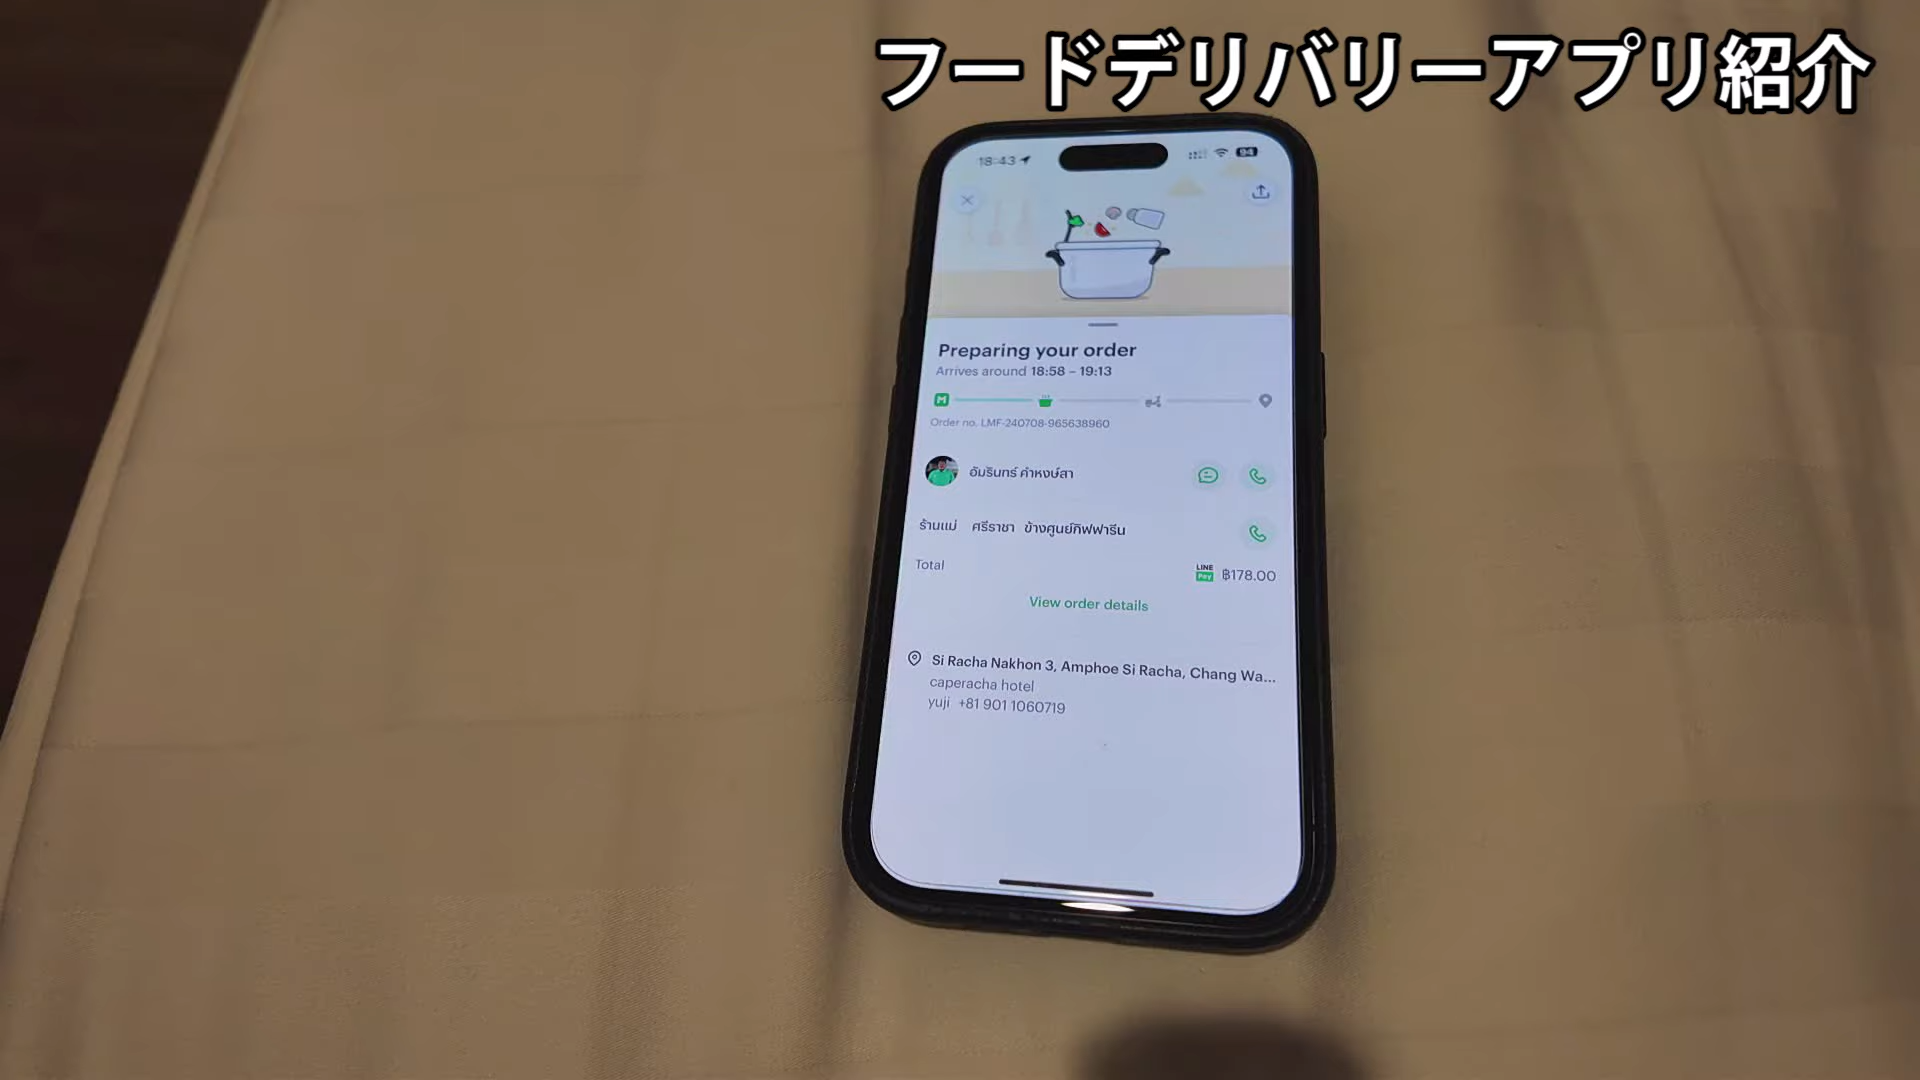 フードデリバリーアプリ紹介
18:43
94
Preparing your order
Arrives around 18:58 – 19:13
Order no. LMF-240708-965638960
อัมรินทร์ คำหงษ์สา
ร้านแม่ ศรีราชา ข้างศูนย์กิฟฟารีน
Total LINE Pay ฿178.00
View order details
Si Racha Nakhon 3, Amphoe Si Racha, Chang Wa...
caperacha hotel
yuji +81 901 1060719